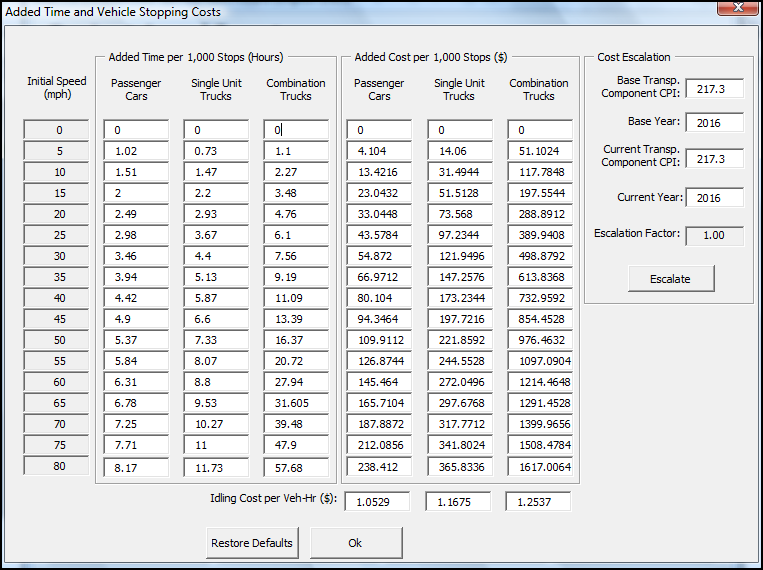 Added Time and Vehicle Stopping Costs
Added Time per 1,000 Stops (Hours) Added Cost per 1,000 Stops ($) Cost Escalation
Initial Speed (mph) Passenger Cars Single Unit Trucks Combination Trucks Passenger Cars Single Unit Trucks Combination Trucks
0 0 0 0 0 0 0
5 1.02 0.73 1.1 4.104 14.06 51.1024
10 1.51 1.47 2.27 13.4216 31.4944 117.7848
15 2 2.2 3.48 23.0432 51.5128 197.5544
20 2.49 2.93 4.76 33.0448 73.568 288.8912
25 2.98 3.67 6.1 43.5784 97.2344 389.9408
30 3.46 4.4 7.56 54.872 121.9496 498.8792
35 3.94 5.13 9.19 66.9712 147.2576 613.8368
40 4.42 5.87 11.09 80.104 173.2344 732.9592
45 4.9 6.6 13.39 94.3464 197.7216 854.4528
50 5.37 7.33 16.37 109.9112 221.8592 976.4632
55 5.84 8.07 20.72 126.8744 244.5528 1097.0904
60 6.31 8.8 27.94 145.464 272.0496 1214.4648
65 6.78 9.53 31.605 165.7104 297.6768 1291.4528
70 7.25 10.27 39.48 187.8872 317.7712 1399.9656
75 7.71 11 47.9 212.0856 341.8024 1508.4784
80 8.17 11.73 57.68 238.412 365.8336 1617.0064
Idling Cost per Veh-Hr ($): 1.0529 1.1675 1.2537
Base Transp. Component CPI: 217.3
Base Year: 2016
Current Transp. Component CPI: 217.3
Current Year: 2016
Escalation Factor: 1.00
Escalate
Restore Defaults Ok